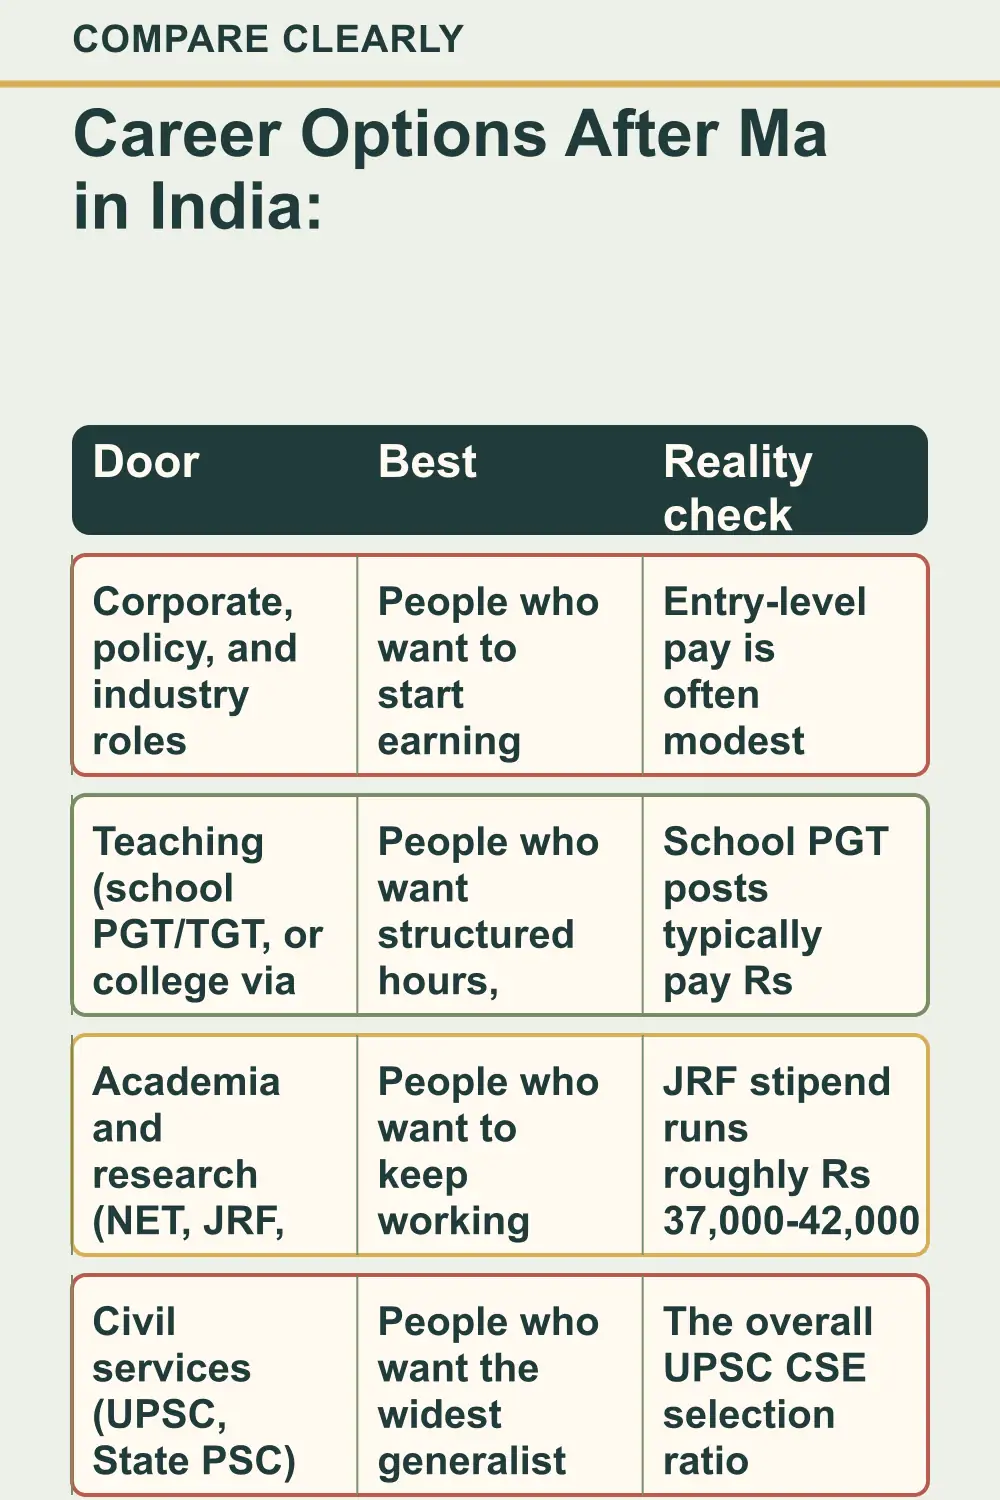 COMPARE CLEARLY
Career Options After Ma
in India:
Door
Best
Reality
check
Corporate,
policy, and
industry
roles
People who
want to
start
earning
Entry-level
pay is
often
modest
Teaching
(school
PGT/TGT, or
college via
People who
want
structured
hours,
School PGT
posts
typically
pay Rs
Academia
and
research
(NET, JRF,
People who
want to
keep
working
JRF stipend
runs
roughly Rs
37,000-42,000
Civil
services
(UPSC,
State PSC)
People who
want the
widest
generalist
The overall
UPSC CSE
selection
ratio